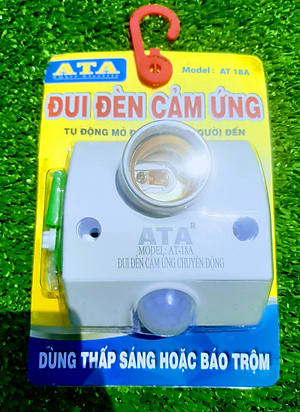 ATA
Model: AT 18A
ĐUI ĐÈN CẢM ỨNG
TỰ ĐỘNG MỞ NGƯỜI ĐẾN
ATA®
MODEL: AT-18A
ĐUI ĐÈN CẢM ỨNG CHUYỂN ĐỘNG
DÙNG THẮP SÁNG HOẶC BÁO TRỘM